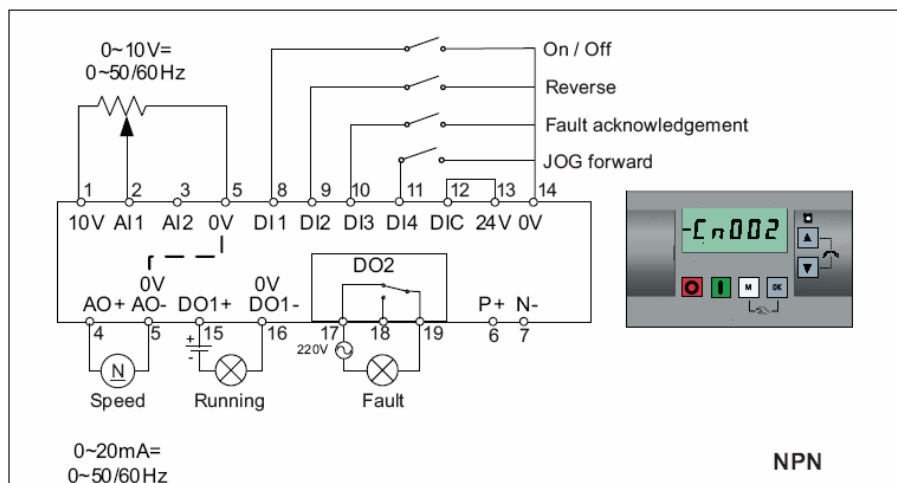 0~10V=
0~50/60Hz
On / Off
Reverse
Fault acknowledgement
JOG forward
1 2 3 5 8 9 10 11 12 13 14
10V AI1 AI2 0V DI1 DI2 DI3 DI4 DIC 24V 0V
-Cn002
M OK
0V 0V DO2
AO+ AO- DO1+ DO1- P+ N-
4 5 15 16 17 18 19 6 7
+
-
220V
N
Speed Running Fault
0~20mA=
0~50/60Hz
NPN